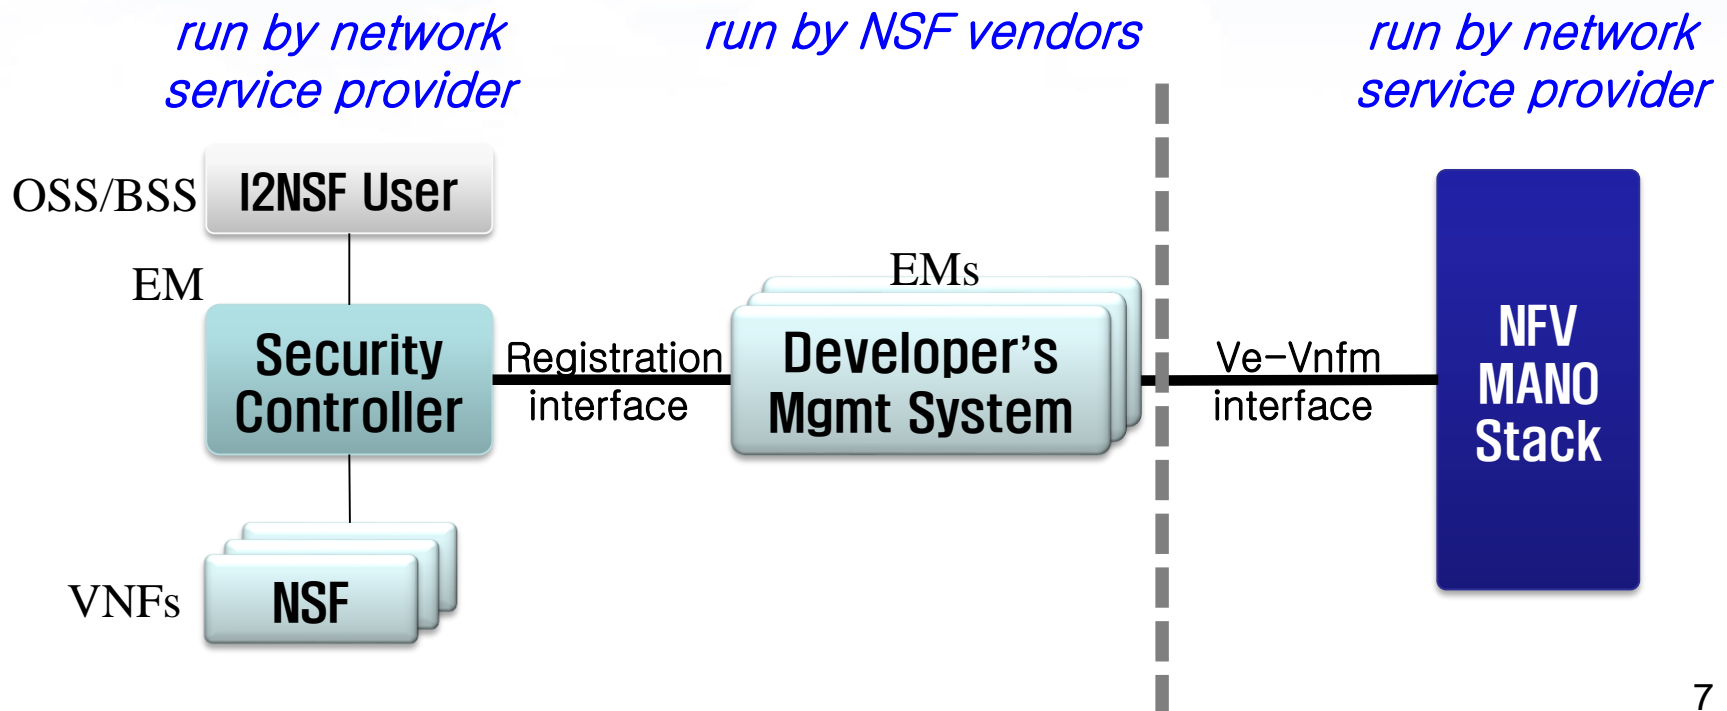 run by network
service provider
run by NSF vendors
run by network
service provider
OSS/BSS
I2NSF User
EM
Security
Controller
Registration
interface
EMs
Developer's
Mgmt System
Ve-Vnfm
interface
NFV
MANO
Stack
VNFs
NSF
7